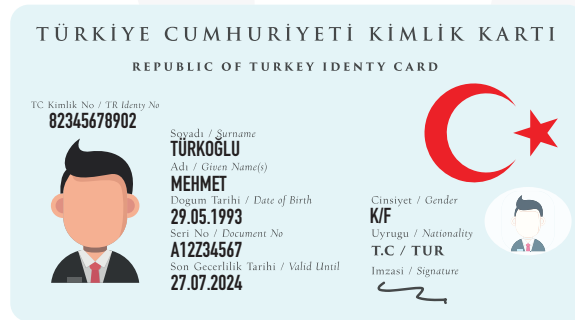 TÜRKİYE CUMHURİYETİ KİMLİK KARTI
REPUBLIC OF TURKEY IDENTY CARD
TC Kimlik No / TR Identy No
82345678902
Soyadı / Surname
TÜRKOĞLU
Adı / Given Name(s)
MEHMET
Dogum Tarihi / Date of Birth
29.05.1993
Seri No / Document No
A12Z34567
Son Gecerlilik Tarihi / Valid Until
27.07.2024
Cinsiyet / Gender
K/F
Uyrugu / Nationality
T.C / TUR
Imzasi / Signature